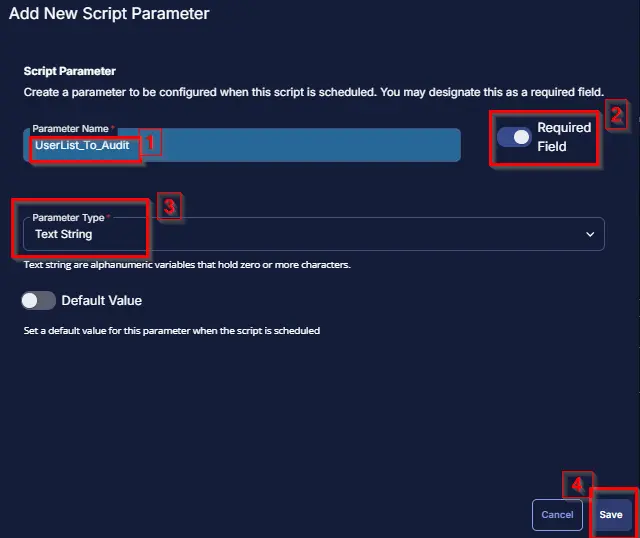 Add New Script Parameter
Script Parameter
Create a parameter to be configured when this script is scheduled. You may designate this as a required field.
Parameter Name *
UserList_To_Audit
1
Required
Field
2
3
Parameter Type *
Text String
Text string are alphanumeric variables that hold zero or more characters.
Default Value
Set a default value for this parameter when the script is scheduled
4
Cancel
Save